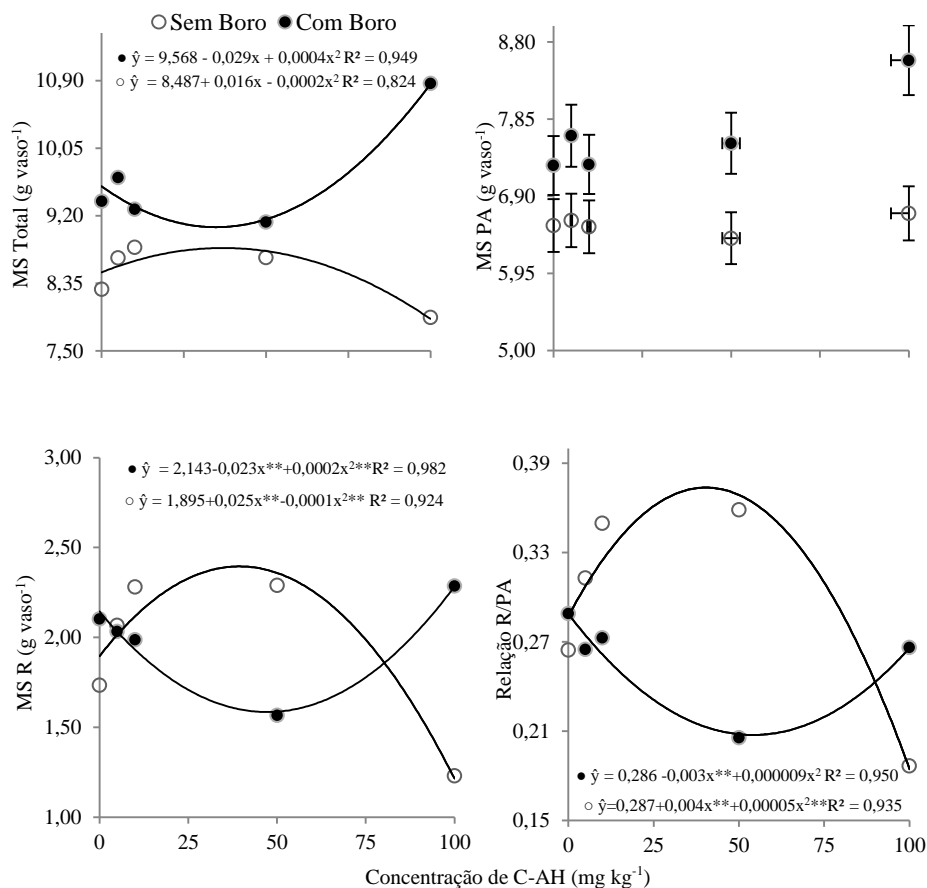 Sem Boro Com Boro
ŷ = 9,568 - 0,029x + 0,0004x² R² = 0,949
ŷ = 8,487+ 0,016x - 0,0002x² R² = 0,824
10,90
10,05
9,20
8,35
7,50
MS Total (g vaso⁻¹)
8,80
7,85
6,90
5,95
5,00
MS PA (g vaso⁻¹)
ŷ = 2,143-0,023x**+0,0002x²**R² = 0,982
ŷ = 1,895+0,025x**-0,0001x²** R² = 0,924
3,00
2,50
2,00
1,50
1,00
MS R (g vaso⁻¹)
0 25 50 75 100
0,39
0,33
0,27
0,21
0,15
Relação R/PA
ŷ = 0,286 -0,003x**+0,000009x² R² = 0,950
ŷ=0,287+0,004x**+0,00005x²**R² = 0,935
0 25 50 75 100
Concentração de C-AH (mg kg⁻¹)